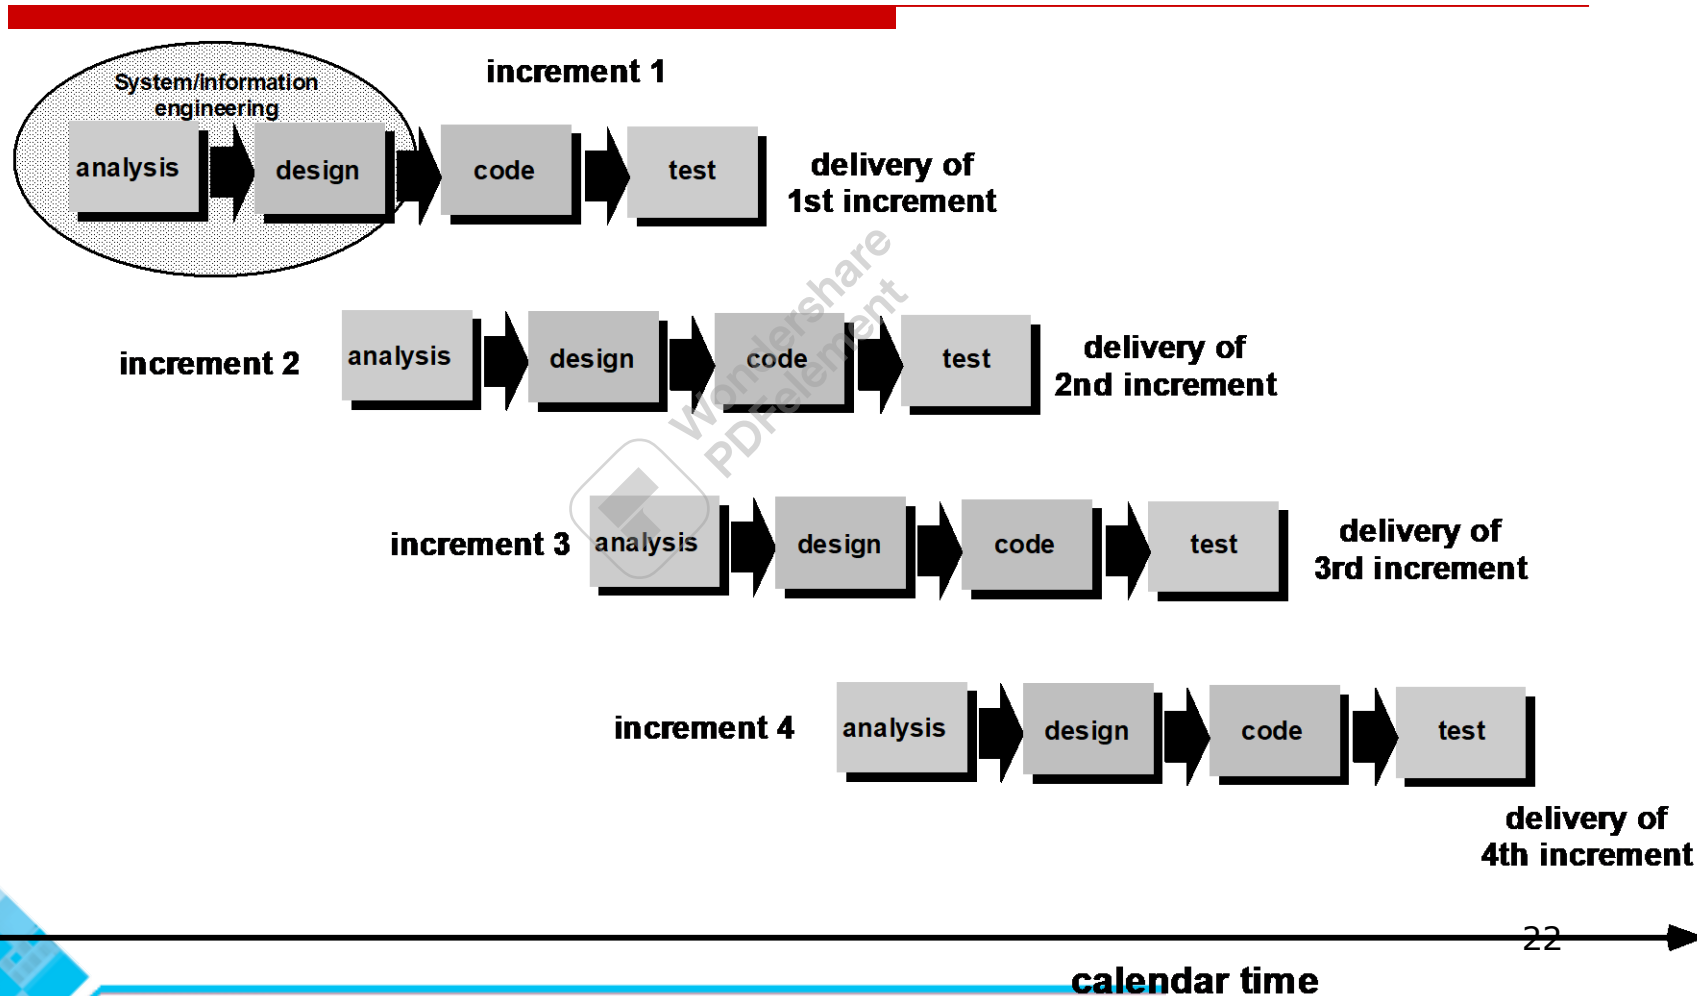 increment 1
System/information
engineering
analysis
design
code
test
delivery of
1st increment
increment 2
analysis
design
code
test
delivery of
2nd increment
increment 3
analysis
design
code
test
delivery of
3rd increment
increment 4
analysis
design
code
test
delivery of
4th increment
Wondershare
PDFelement
22
calendar time